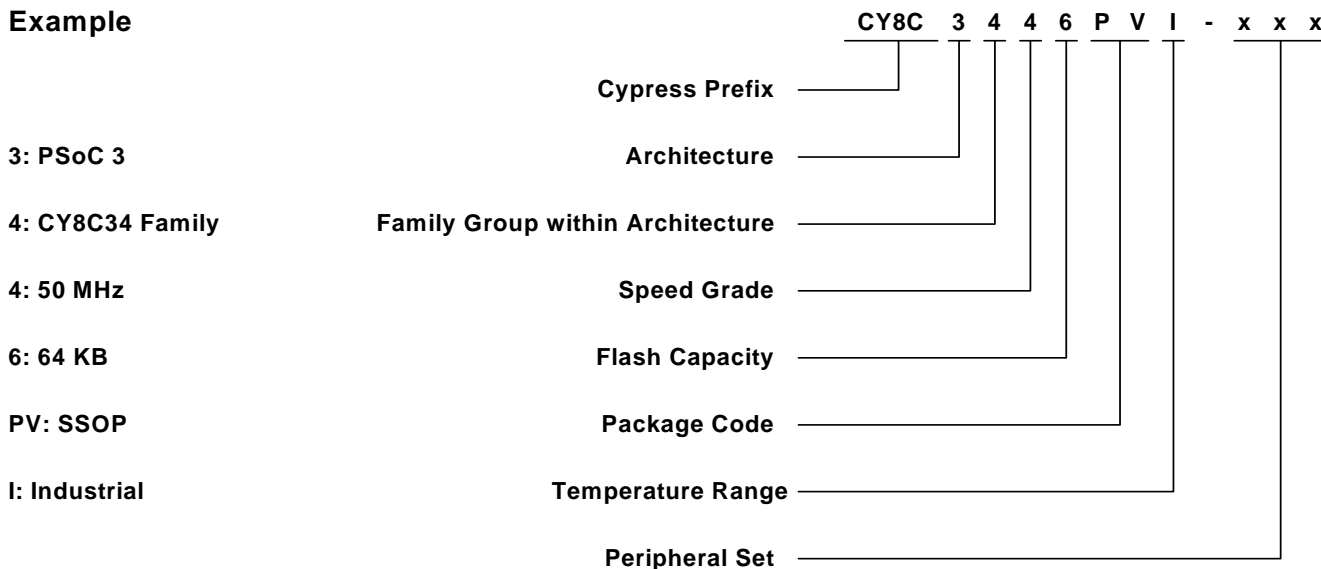 Example CY8C 3 4 4 6 P V I - x x x
Cypress Prefix
3: PSoC 3 Architecture
4: CY8C34 Family Family Group within Architecture
4: 50 MHz Speed Grade
6: 64 KB Flash Capacity
PV: SSOP Package Code
I: Industrial Temperature Range
Peripheral Set